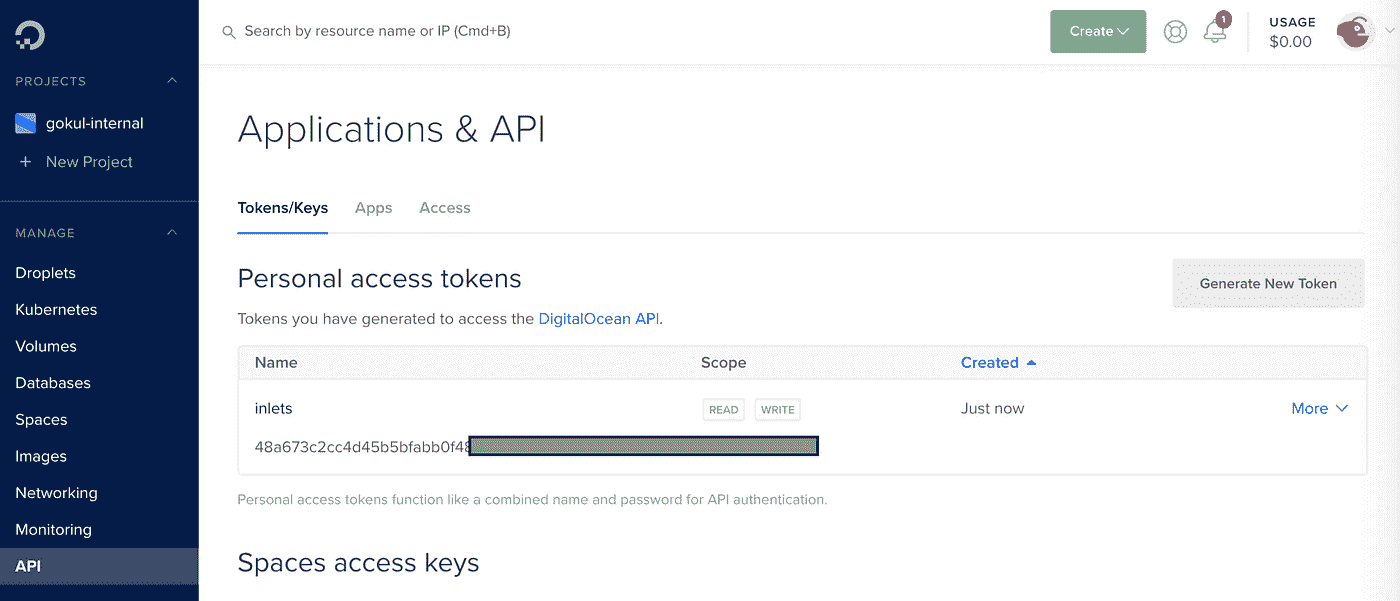 Search by resource name or IP (Cmd+B)
Create
1
USAGE
$0.00
PROJECTS
gokul-internal
+ New Project
MANAGE
Droplets
Kubernetes
Volumes
Databases
Spaces
Images
Networking
Monitoring
API
Applications & API
Tokens/Keys Apps Access
Personal access tokens
Generate New Token
Tokens you have generated to access the DigitalOcean API.
Name Scope Created
inlets READ WRITE Just now More
48a673c2cc4d45b5bfabb0f48
Personal access tokens function like a combined name and password for API authentication.
Spaces access keys